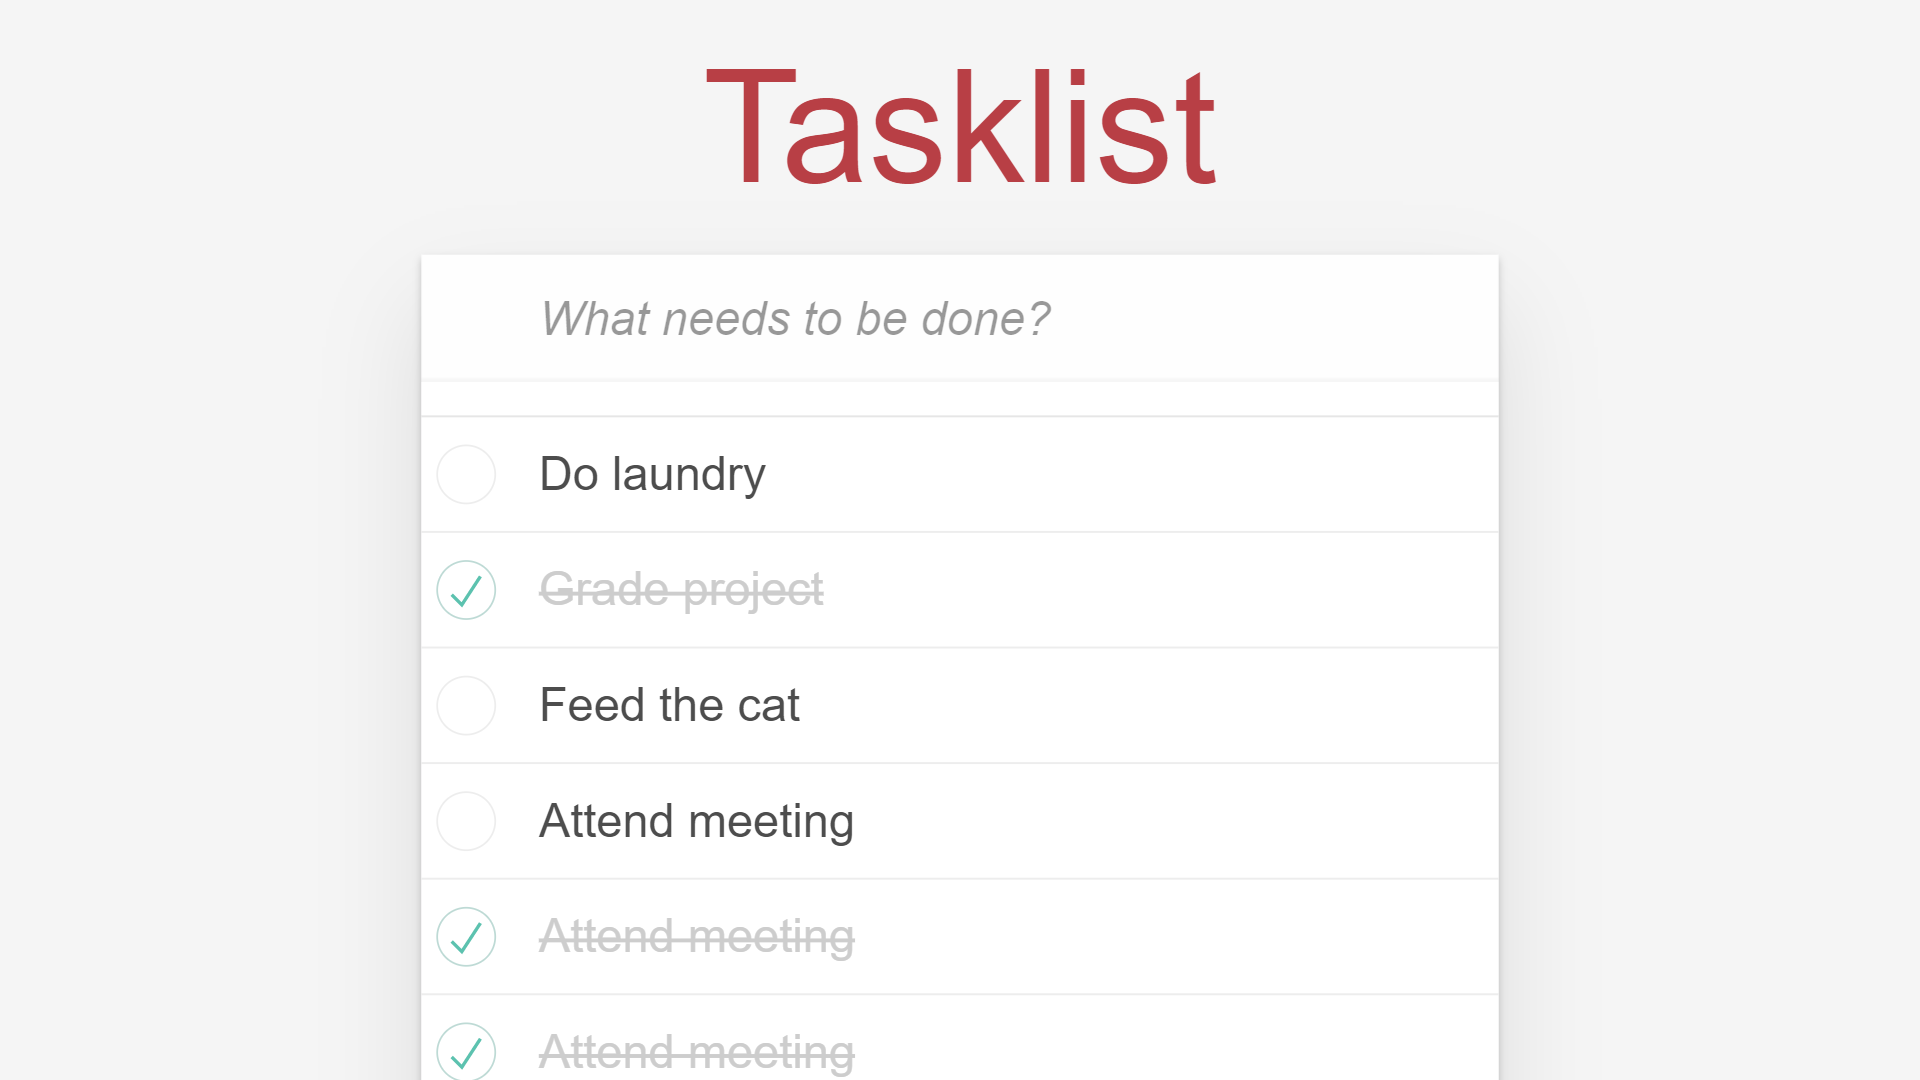 Tasklist
What needs to be done?
Do laundry
Grade project
Feed the cat
Attend meeting
Attend meeting
Attend meeting